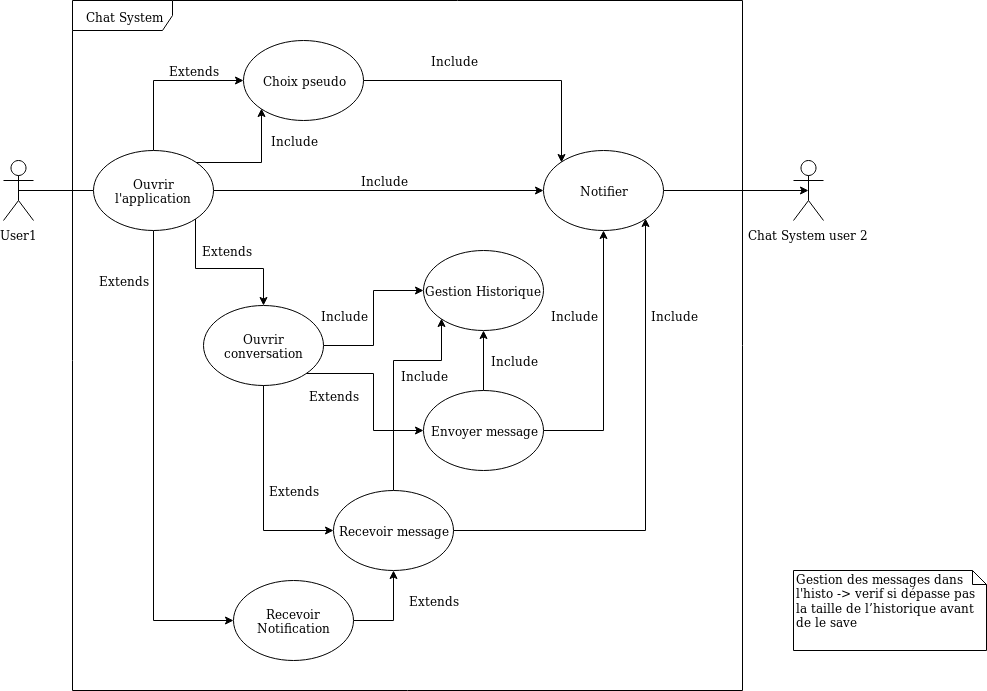 Chat System
Include
Extends
Choix pseudo
Include
Include
Ouvrir
l'application
Notifier
User1
Chat System user 2
Extends
Extends
Gestion Historique
Include
Include
Include
Ouvrir
conversation
Include
Include
Extends
Envoyer message
Extends
Recevoir message
Extends
Recevoir
Notification
Gestion des messages dans
l'histo -> verif si dépasse pas
la taille de l’historique avant
de le save